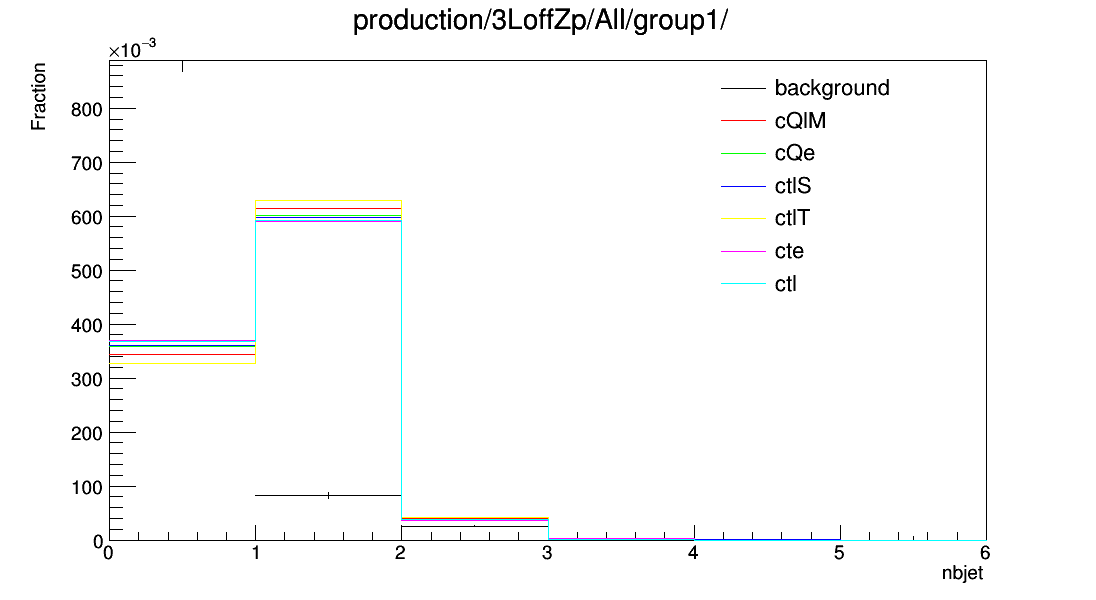 production/3LoffZp/All/group1/
×10⁻³
Fraction
800
700
600
500
400
300
200
100
0
0 1 2 3 4 5 6
nbjet
background
cQlM
cQe
ctlS
ctlT
cte
ctl